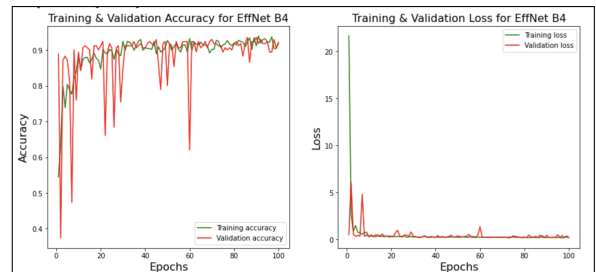 Training & Validation Accuracy for EffNet B4
Accuracy
0.9
0.8
0.7
0.6
0.5
0.4
Training accuracy
Validation accuracy
0
20
40
60
80
100
Epochs
Training & Validation Loss for EffNet B4
Loss
20
15
10
5
0
Training loss
Validation loss
0
20
40
60
80
100
Epochs